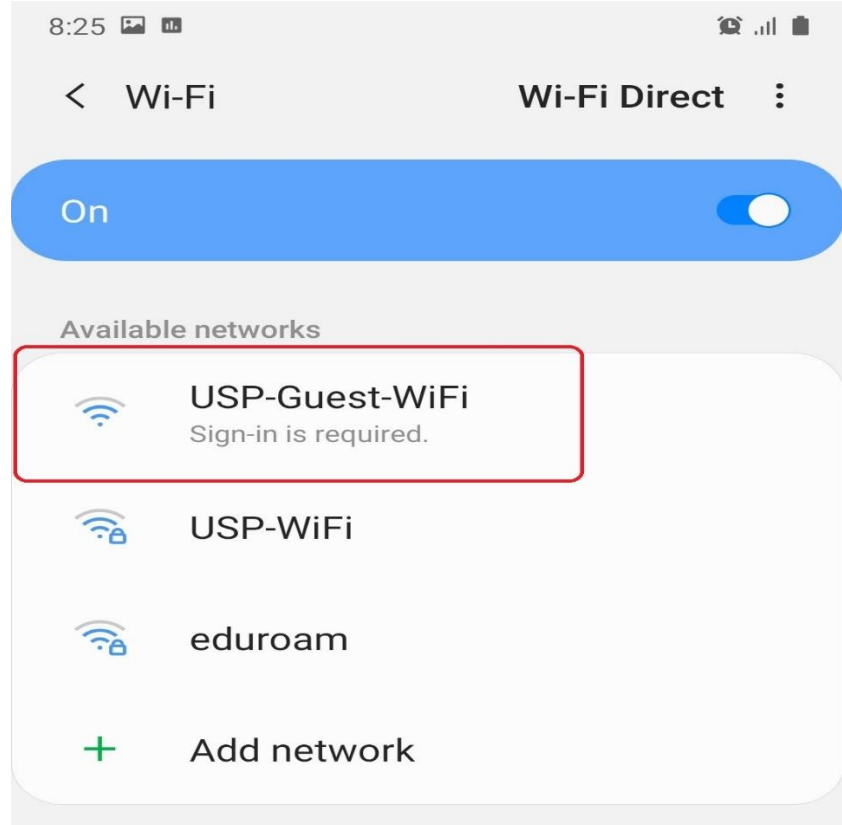 8:25
Wi-Fi Wi-Fi Direct
On
Available networks
USP-Guest-WiFi
Sign-in is required.
USP-WiFi
eduroam
Add network